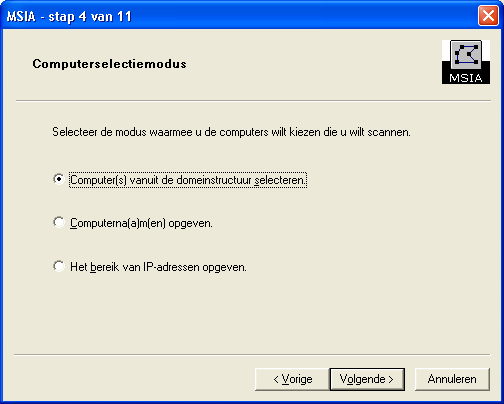 MSIA - stap 4 van 11
Computerselectiemodus
MSIA
Selecteer de modus waarmee u de computers wilt kiezen die u wilt scannen.
Computer(s) vanuit de domeinstructuur selecteren.
Computerna(a)m(en) opgeven.
Het bereik van IP-adressen opgeven.
< Vorige
Volgende >
Annuleren